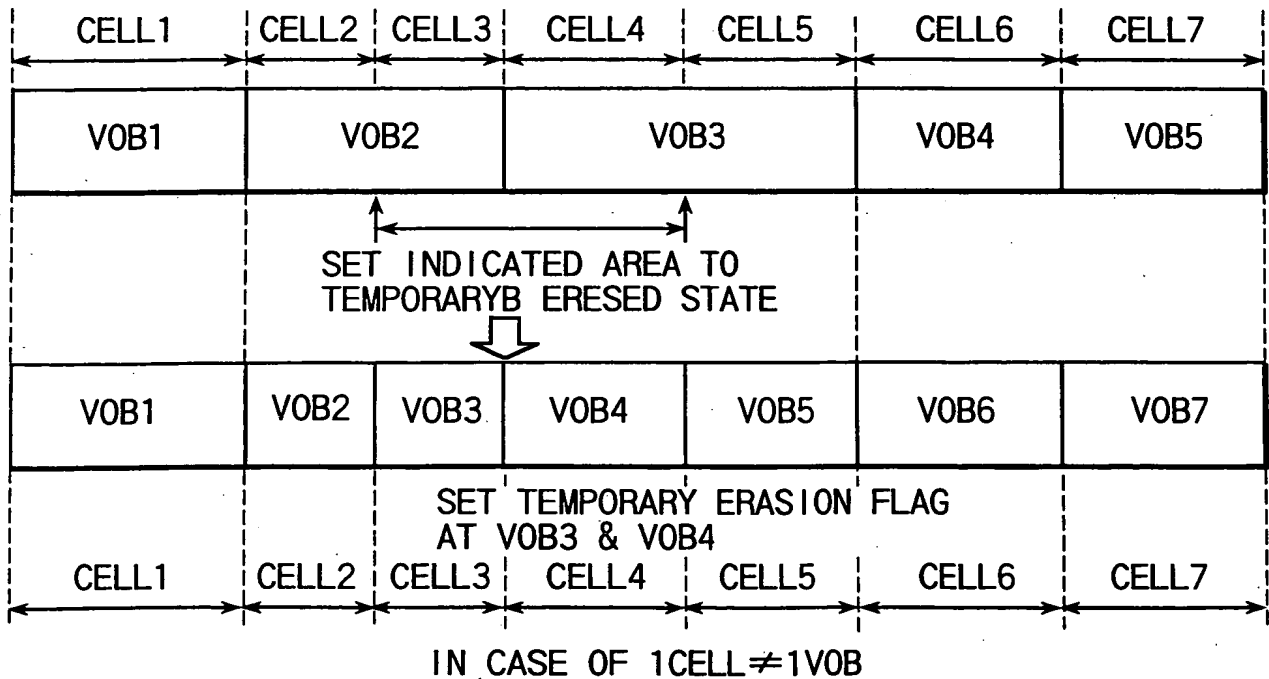 CELL1 CELL2 CELL3 CELL4 CELL5 CELL6 CELL7
VOB1 VOB2 VOB3 VOB4 VOB5
SET INDICATED AREA TO
TEMPORARYB ERESED STATE
VOB1 VOB2 VOB3 VOB4 VOB5 VOB6 VOB7
SET TEMPORARY ERASION FLAG
AT VOB3 & VOB4
CELL1 CELL2 CELL3 CELL4 CELL5 CELL6 CELL7
IN CASE OF 1CELL≠1VOB